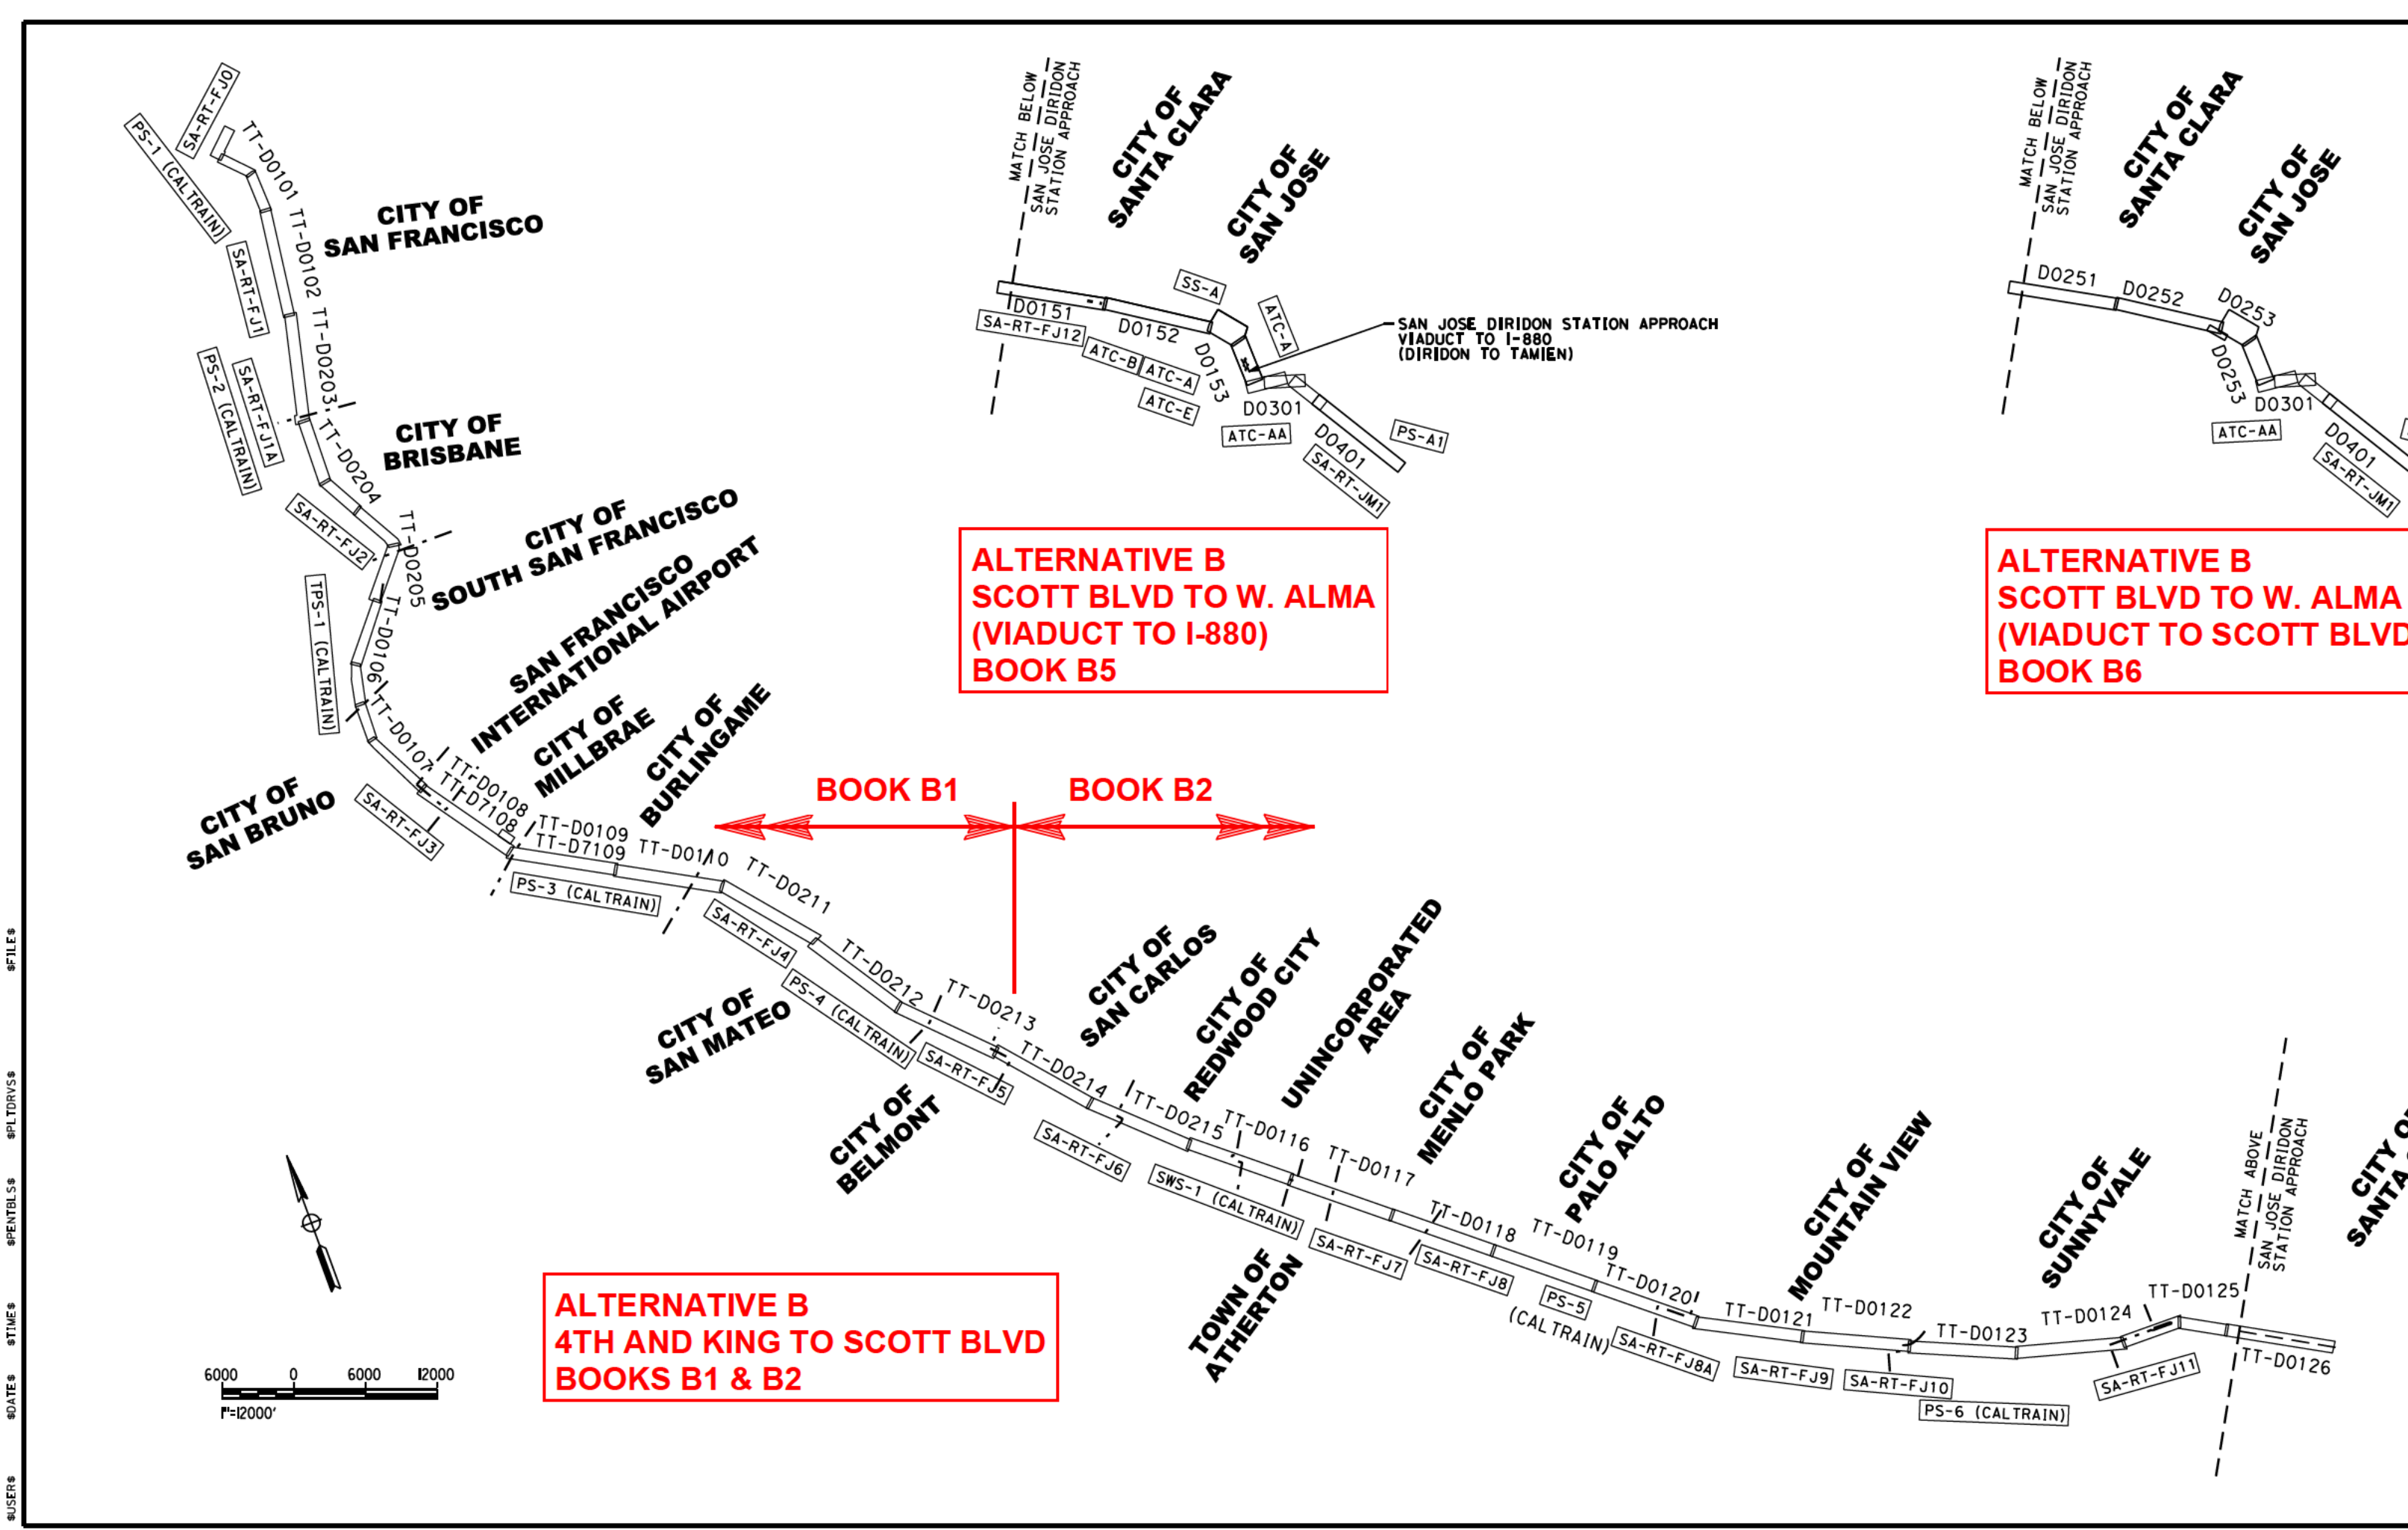 SA-RT-FJ0
PS-1 (CALTRAIN)
TT-D0101
TT-D0102
CITY OF
SAN FRANCISCO
SA-RT-FJ1
TT-D0203
PS-2 (CALTRAIN)
SA-RT-FJ1A
CITY OF
BRISBANE
TT-D0204
SA-RT-FJ2
TT-D0205
CITY OF
SOUTH SAN FRANCISCO
TPS-1 (CALTRAIN)
TT-D0106
SAN FRANCISCO
INTERNATIONAL AIRPORT
TT-D0107
CITY OF
MILLBRAE
CITY OF
BURLINGAME
CITY OF
SAN BRUNO
SA-RT-FJ3
TT-D0108
TT-D7108
TT-D0109
TT-D7109
TT-D0110
PS-3 (CALTRAIN)
MATCH BELOW
SAN JOSE DIRIDON
STATION APPROACH
CITY OF
SANTA CLARA
CITY OF
SAN JOSE
SS-A
ATC-A
D0151
SA-RT-FJ12
D0152
ATC-B
ATC-A
ATC-E
D0153
D0301
ATC-AA
D0401
SA-RT-JM1
PS-A1
SAN JOSE DIRIDON STATION APPROACH
VIADUCT TO I-880
(DIRIDON TO TAMIEN)
ALTERNATIVE B
SCOTT BLVD TO W. ALMA
(VIADUCT TO I-880)
BOOK B5
MATCH BELOW
SAN JOSE DIRIDON
STATION APPROACH
CITY OF
SANTA CLARA
CITY OF
SAN JOSE
D0251
D0252
D0253
D0253
D0301
ATC-AA
D0401
SA-RT-JM1
ALTERNATIVE B
SCOTT BLVD TO W. ALMA
(VIADUCT TO SCOTT BLVD
BOOK B6
BOOK B1
BOOK B2
TT-D0211
SA-RT-FJ4
TT-D0212
PS-4 (CALTRAIN)
CITY OF
SAN MATEO
TT-D0213
SA-RT-FJ5
CITY OF
BELMONT
TT-D0214
CITY OF
SAN CARLOS
SA-RT-FJ6
TT-D0215
CITY OF
REDWOOD CITY
SWS-1 (CALTRAIN)
TT-D0116
UNINCORPORATED
AREA
TOWN OF
ATHERTON
TT-D0117
SA-RT-FJ7
CITY OF
MENLO PARK
TT-D0118
SA-RT-FJ8
TT-D0119
PS-5
(CALTRAIN)
CITY OF
PALO ALTO
TT-D0120
SA-RT-FJ8A
TT-D0121
SA-RT-FJ9
TT-D0122
SA-RT-FJ10
CITY OF
MOUNTAIN VIEW
TT-D0123
PS-6 (CALTRAIN)
TT-D0124
CITY OF
SUNNYVALE
SA-RT-FJ11
TT-D0125
MATCH ABOVE
SAN JOSE DIRIDON
STATION APPROACH
TT-D0126
ALTERNATIVE B
4TH AND KING TO SCOTT BLVD
BOOKS B1 & B2
6000 0 6000 12000
1"=12000'
$FILE$
$PLTDRVS$
$PENTBLS$
$TIME$
$DATE$
$USER$